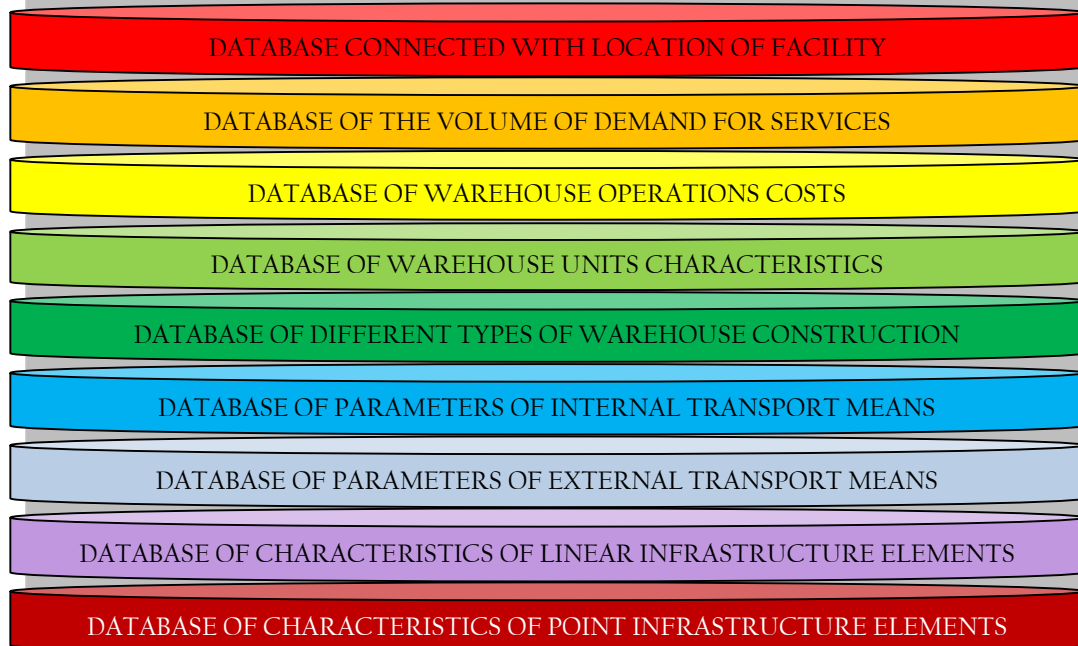 DATABASE CONNECTED WITH LOCATION OF FACILITY
DATABASE OF THE VOLUME OF DEMAND FOR SERVICES
DATABASE OF WAREHOUSE OPERATIONS COSTS
DATABASE OF WAREHOUSE UNITS CHARACTERISTICS
DATABASE OF DIFFERENT TYPES OF WAREHOUSE CONSTRUCTION
DATABASE OF PARAMETERS OF INTERNAL TRANSPORT MEANS
DATABASE OF PARAMETERS OF EXTERNAL TRANSPORT MEANS
DATABASE OF CHARACTERISTICS OF LINEAR INFRASTRUCTURE ELEMENTS
DATABASE OF CHARACTERISTICS OF POINT INFRASTRUCTURE ELEMENTS